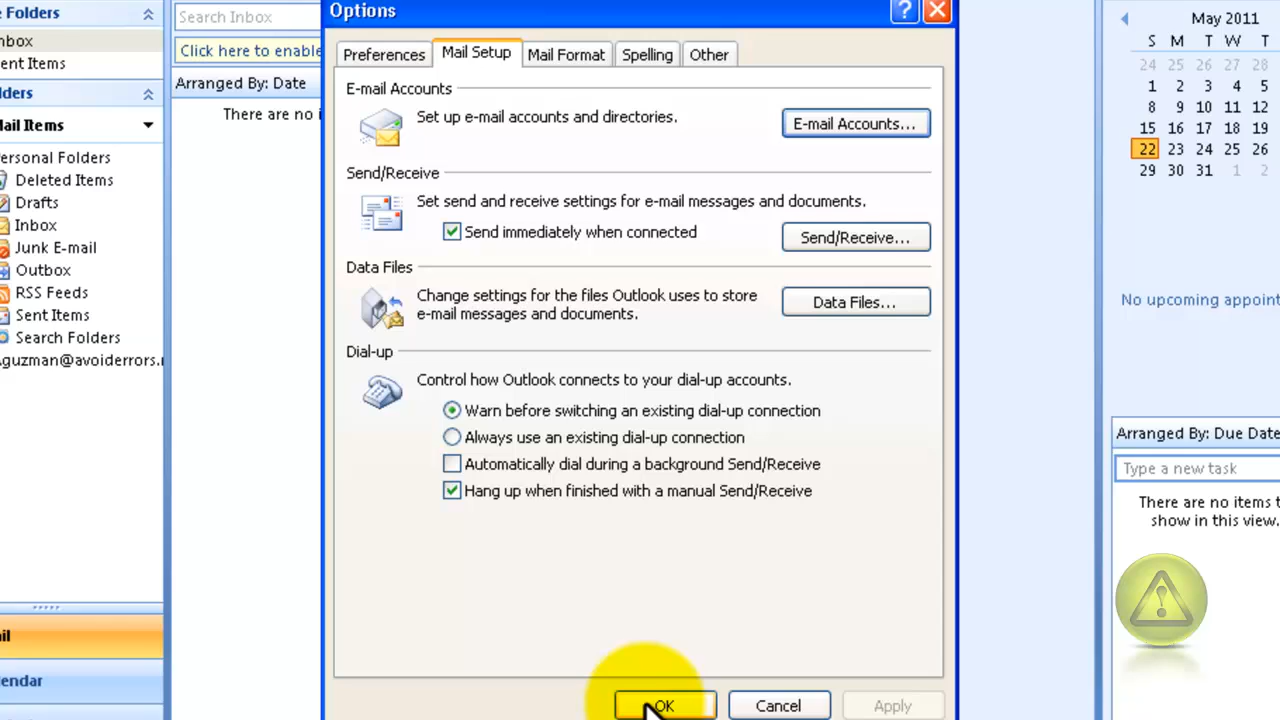 e Folders
nbox
ent Items
lders
ail Items
ersonal Folders
Deleted Items
Drafts
Inbox
Junk E-mail
Outbox
RSS Feeds
Sent Items
Search Folders
guzman@avoiderrors.
il
endar
Search Inbox
Click here to enable
Arranged By: Date
There are no i
Options
?
Preferences
Mail Setup
Mail Format
Spelling
Other
E-mail Accounts
Set up e-mail accounts and directories.
E-mail Accounts...
Send/Receive
Set send and receive settings for e-mail messages and documents.
Send immediately when connected
Send/Receive...
Data Files
Change settings for the files Outlook uses to store
e-mail messages and documents.
Data Files...
Dial-up
Control how Outlook connects to your dial-up accounts.
Warn before switching an existing dial-up connection
Always use an existing dial-up connection
Automatically dial during a background Send/Receive
Hang up when finished with a manual Send/Receive
OK
Cancel
Apply
May 2011
S M T W T
24 25 26 27 28
1 2 3 4 5
8 9 10 11 12
15 16 17 18 19
22 23 24 25 26
29 30 31 1 2
No upcoming appoint
Arranged By: Due Date
Type a new task
There are no items t
show in this view.